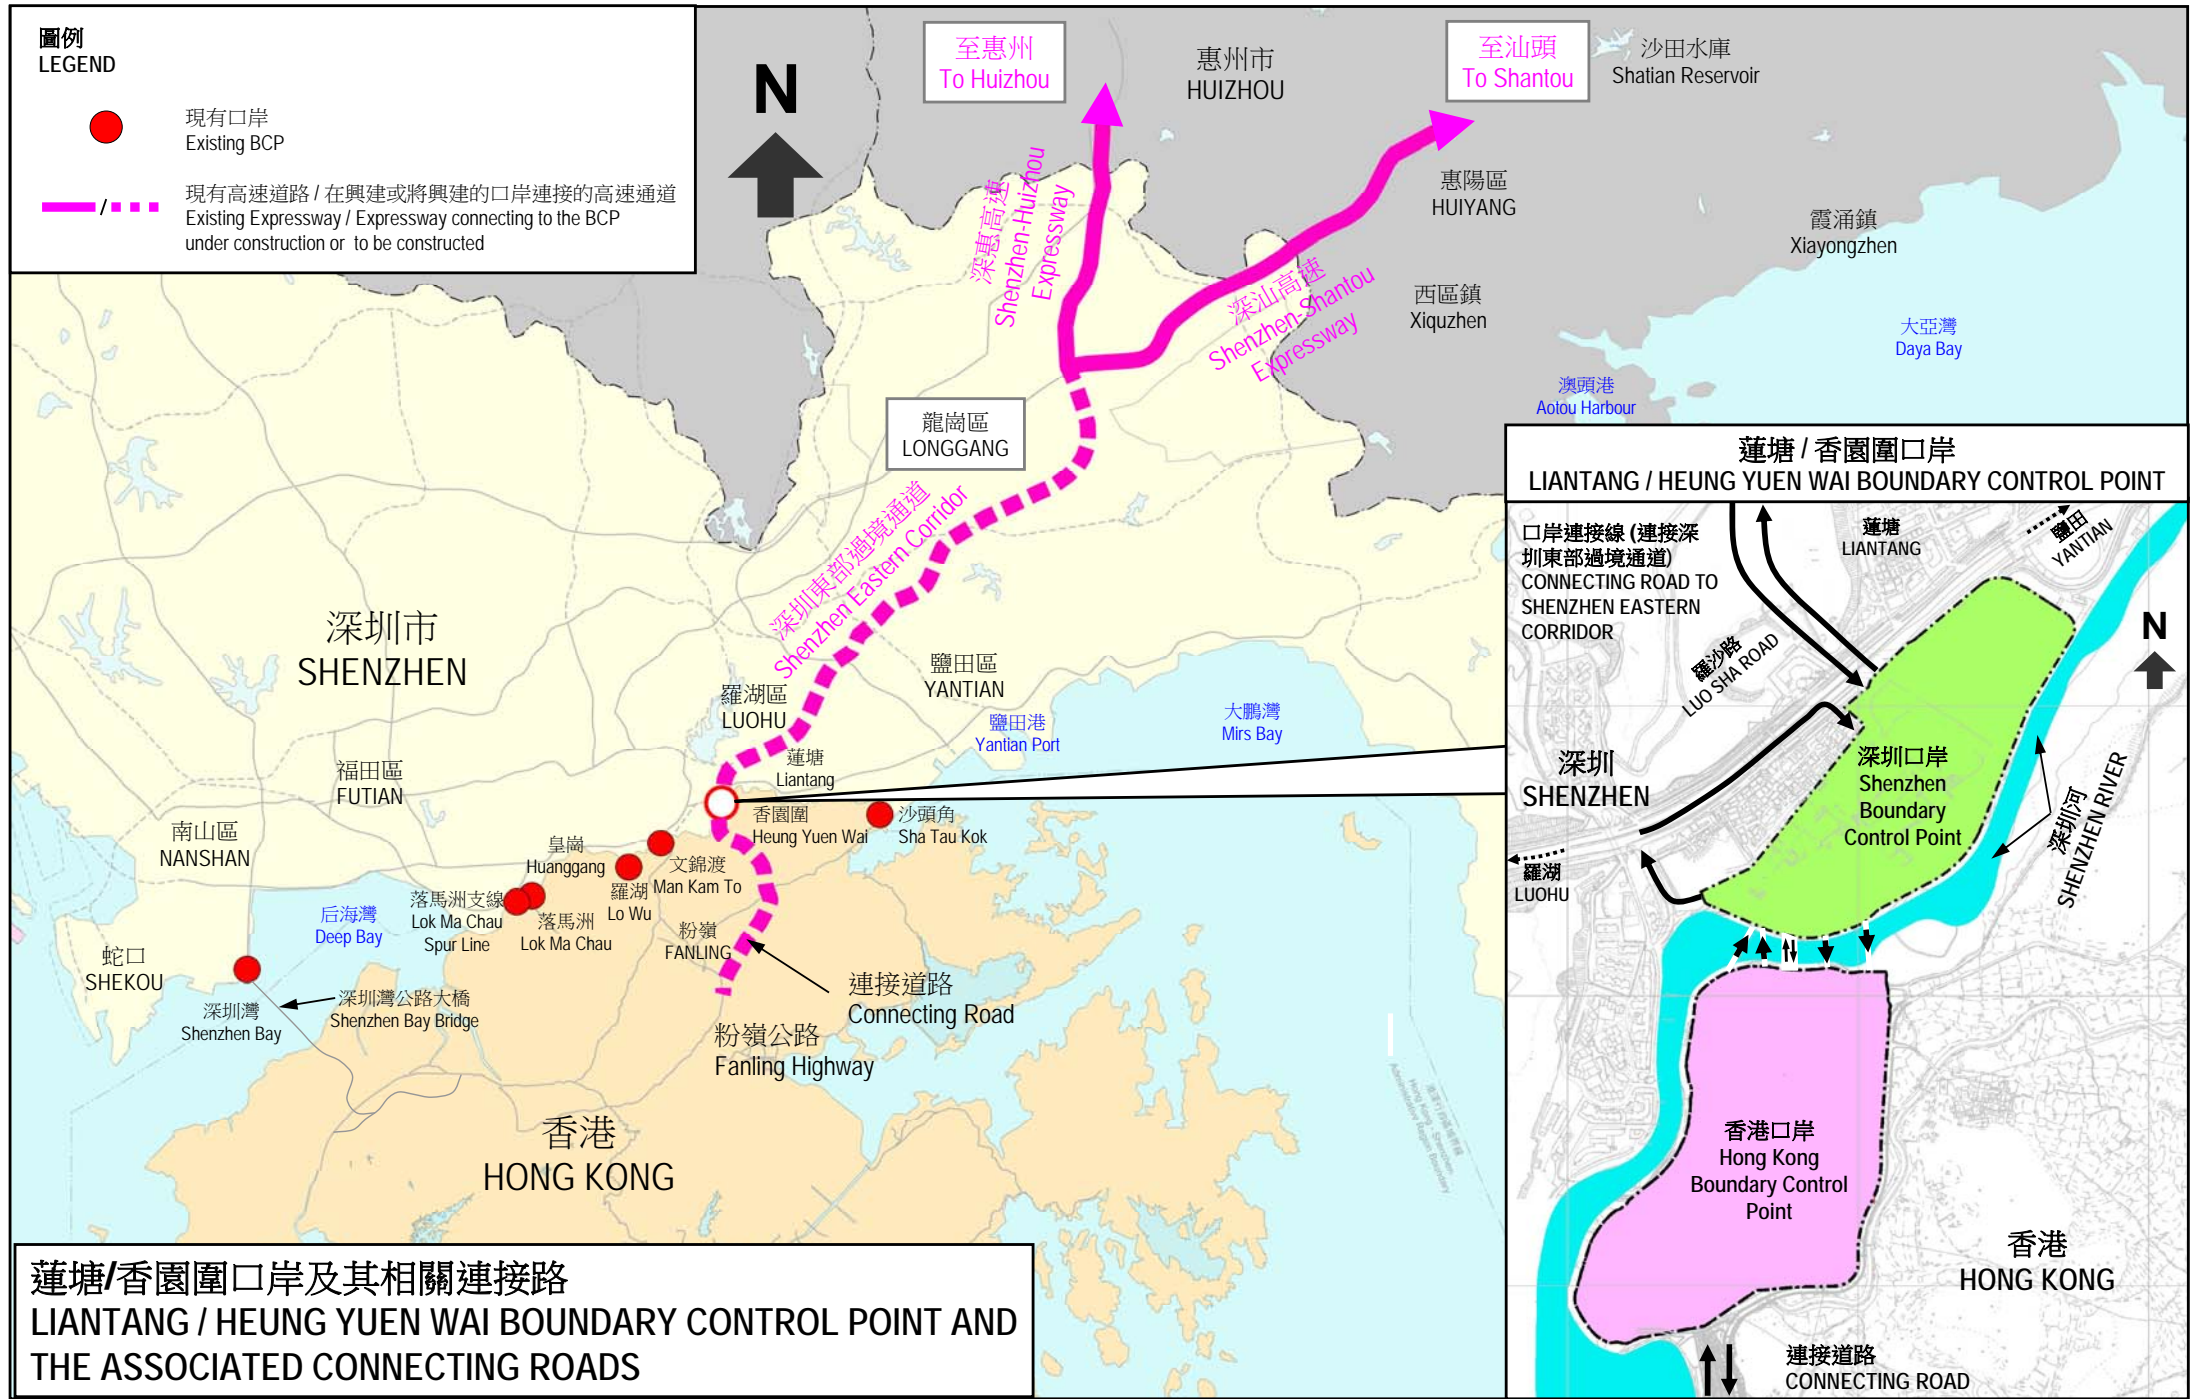 圖例
LEGEND
現有口岸
Existing BCP
現有高速道路 / 在興建或將興建的口岸連接的高速通道
Existing Expressway / Expressway connecting to the BCP
under construction or to be constructed
N
至惠州
To Huizhou
惠州市
HUIZHOU
至汕頭
To Shantou
沙田水庫
Shatian Reservoir
深惠高速
Shenzhen-Huizhou
Expressway
惠陽區
HUIYANG
霞涌鎮
Xiayongzhen
深汕高速
Shenzhen-Shantou
Expressway
西區鎮
Xiquzhen
大亞灣
Daya Bay
澳頭港
Aotou Harbour
龍崗區
LONGGANG
深圳東部過境通道
Shenzhen Eastern Corridor
深圳市
SHENZHEN
鹽田區
YANTIAN
羅湖區
LUOHU
鹽田港
Yantian Port
大鵬灣
Mirs Bay
蓮塘
Liantang
福田區
FUTIAN
南山區
NANSHAN
香園圍
Heung Yuen Wai
沙頭角
Sha Tau Kok
皇崗
Huanggang
文錦渡
Man Kam To
羅湖
Lo Wu
落馬洲支線
Lok Ma Chau
Spur Line
落馬洲
Lok Ma Chau
后海灣
Deep Bay
粉嶺
FANLING
蛇口
SHEKOU
深圳灣
Shenzhen Bay
深圳灣公路大橋
Shenzhen Bay Bridge
連接道路
Connecting Road
粉嶺公路
Fanling Highway
香港
HONG KONG
Hong Kong - Shenzhen
Administrative Region Boundary
蓮塘/香園圍口岸及其相關連接路
LIANTANG / HEUNG YUEN WAI BOUNDARY CONTROL POINT AND
THE ASSOCIATED CONNECTING ROADS
蓮塘 / 香園圍口岸
LIANTANG / HEUNG YUEN WAI BOUNDARY CONTROL POINT
口岸連接線 (連接深
圳東部過境通道)
CONNECTING ROAD TO
SHENZHEN EASTERN
CORRIDOR
蓮塘
LIANTANG
鹽田
YANTIAN
N
羅沙路
LUO SHA ROAD
深圳
SHENZHEN
深圳口岸
Shenzhen
Boundary
Control Point
深圳河
SHENZHEN RIVER
羅湖
LUOHU
香港口岸
Hong Kong
Boundary Control
Point
香港
HONG KONG
連接道路
CONNECTING ROAD